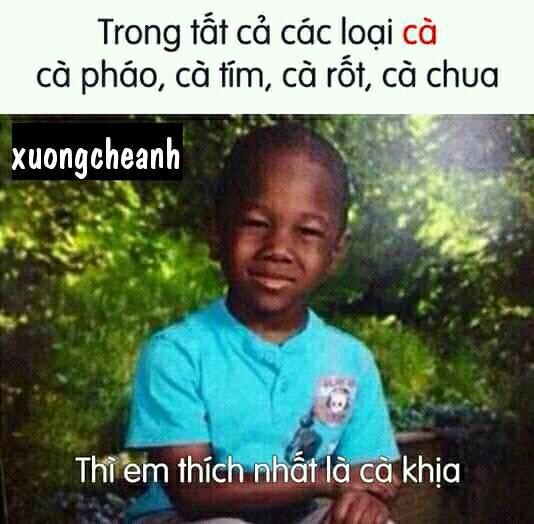 Trong tất cả các loại cà
cà pháo, cà tím, cà rốt, cà chua
xuongcheanh
Thì em thích nhất là cà khịa